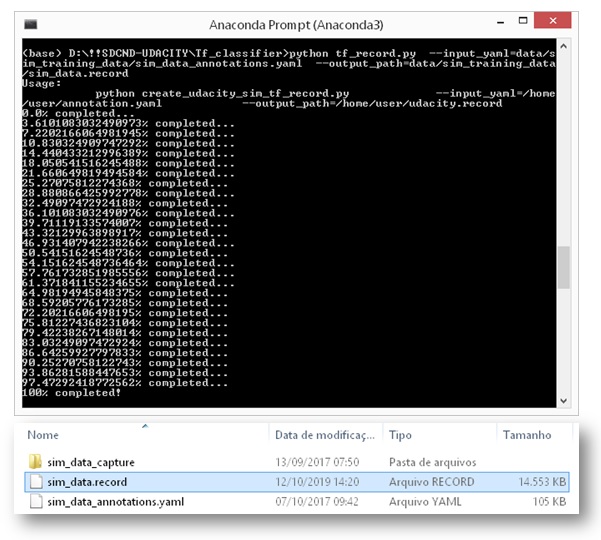 Anaconda Prompt (Anaconda3)
(base) D:\!!SDCND-UDACITY\Tf_classifier>python tf_record.py --input_yaml=data/s
im_training_data/sim_data_annotations.yaml --output_path=data/sim_training_data
/sim_data.record
Usage:
python create_udacity_sim_tf_record.py --input_yaml=/home
/user/annotation.yaml --output_path=/home/user/udacity.record
0.0% completed...
3.6101083032490973% completed...
7.2202166064981945% completed...
10.830324909747292% completed...
14.440433212996389% completed...
18.050541516245488% completed...
21.660649819494584% completed...
25.27075812274368% completed...
28.880866425992778% completed...
32.49097472924188% completed...
36.101083032490976% completed...
39.71119133574007% completed...
43.32129963898917% completed...
46.931407942238266% completed...
50.54151624548736% completed...
54.151624548736464% completed...
57.761732851985556% completed...
61.371841155234655% completed...
64.98194945848375% completed...
68.59205776173285% completed...
72.20216606498195% completed...
75.81227436823104% completed...
79.42238267148014% completed...
83.03249097472924% completed...
86.64259927797833% completed...
90.25270758122743% completed...
93.86281588447653% completed...
97.47292418772562% completed...
100% completed!
Nome Data de modificaç... Tipo Tamanho
sim_data_capture 13/09/2017 07:50 Pasta de arquivos
sim_data.record 12/10/2019 14:20 Arquivo RECORD 14.553 KB
sim_data_annotations.yaml 07/10/2017 09:42 Arquivo YAML 105 KB